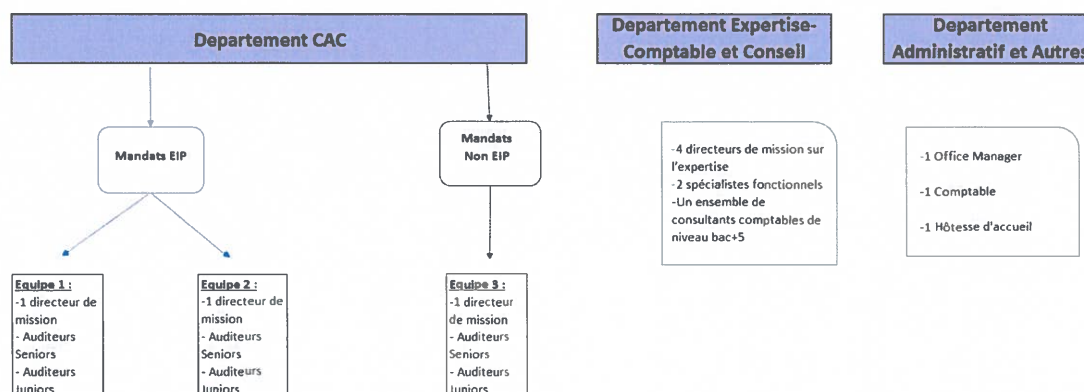 Departement CAC
Departement Expertise-
Comptable et Conseil
Departement
Administratif et Autres
Mandats EIP
Mandats
Non EIP
-4 directeurs de mission sur
l'expertise
-2 spécialistes fonctionnels
-Un ensemble de
consultants comptables de
niveau bac+5
-1 Office Manager
-1 Comptable
-1 Hôtesse d'accueil
Equipe 1 :
-1 directeur de
mission
- Auditeurs
Seniors
- Auditeurs
Juniors
Equipe 2 :
-1 directeur de
mission
- Auditeurs
Seniors
- Auditeurs
Juniors
Equipe 3 :
-1 directeur
de mission
- Auditeurs
Seniors
- Auditeurs
Juniors